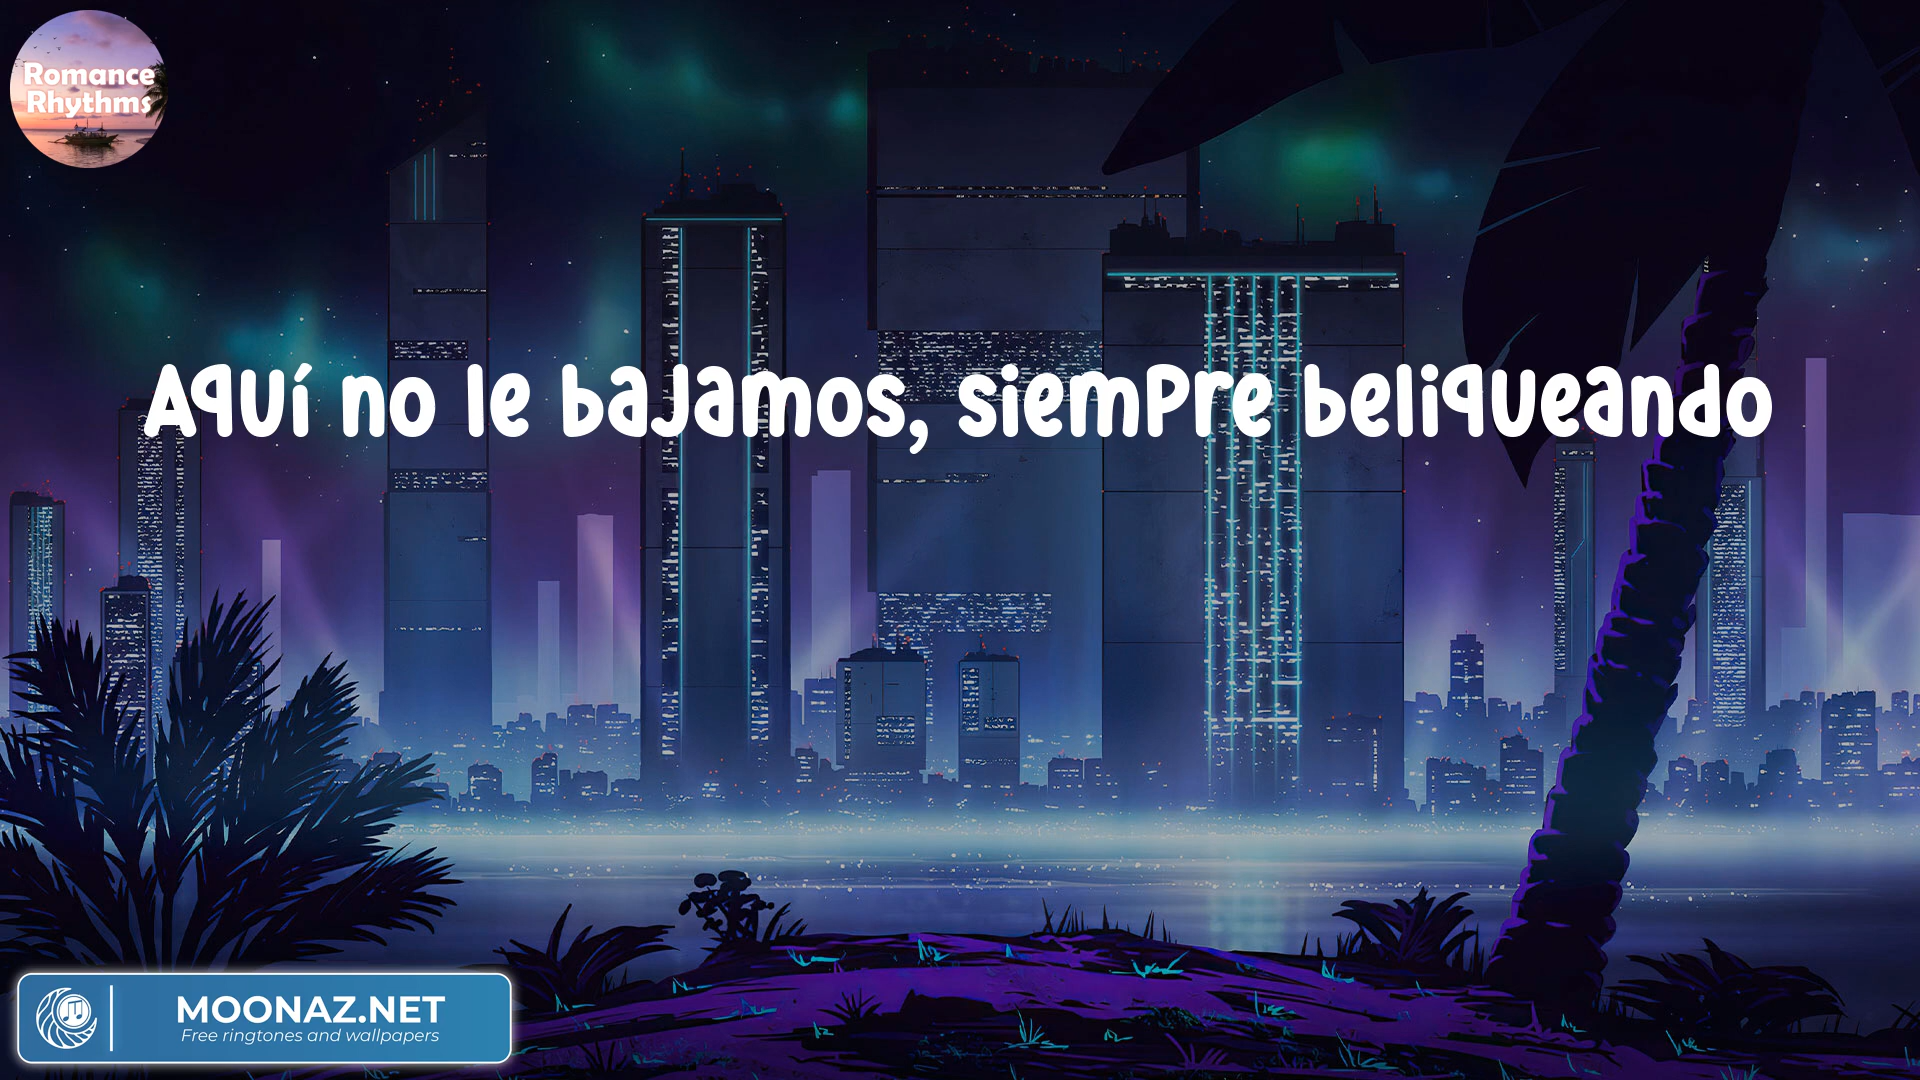 Romance
Rhythms
Aquí no le bajamos, siempre beliqueando
MOONAZ.NET
Free ringtones and wallpapers